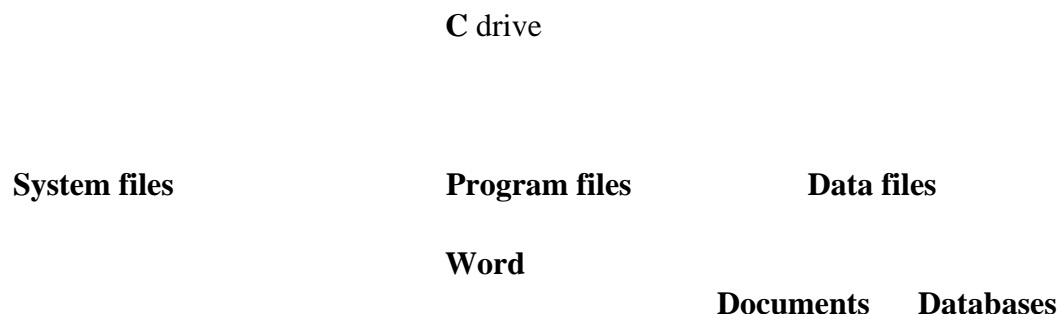 C drive
System files Program files Data files
Word
Documents Databases